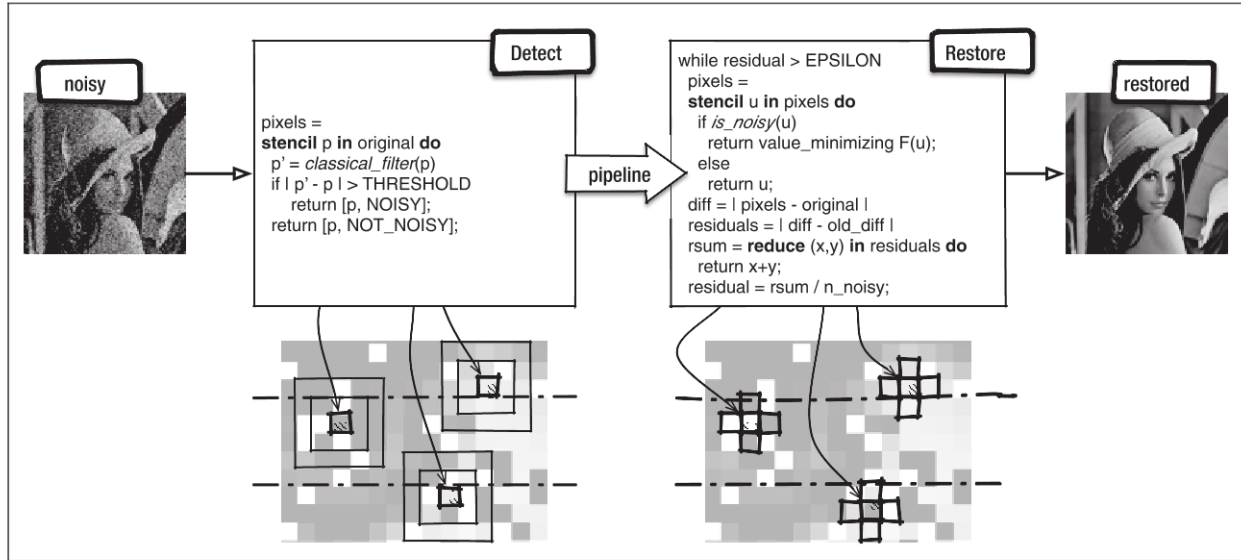 noisy
Detect
pixels =
stencil p in original do
p' = classical_filter(p)
if | p' - p | > THRESHOLD
return [p, NOISY];
return [p, NOT_NOISY];
pipeline
Restore
while residual > EPSILON
pixels =
stencil u in pixels do
if is_noisy(u)
return value_minimizing F(u);
else
return u;
diff = | pixels - original |
residuals = | diff - old_diff |
rsum = reduce (x,y) in residuals do
return x+y;
residual = rsum / n_noisy;
restored